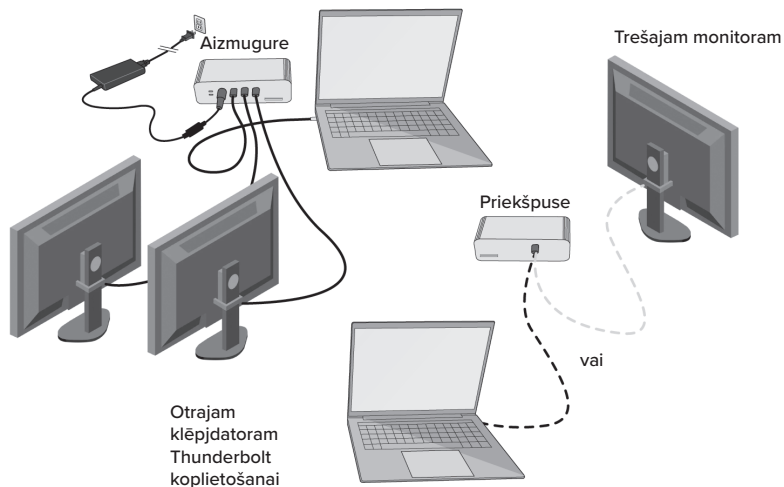 Aizmugure
Trešajam monitoram
Priekšpuse
vai
Otrajam
klēpjdatoram
Thunderbolt
koplietošanai